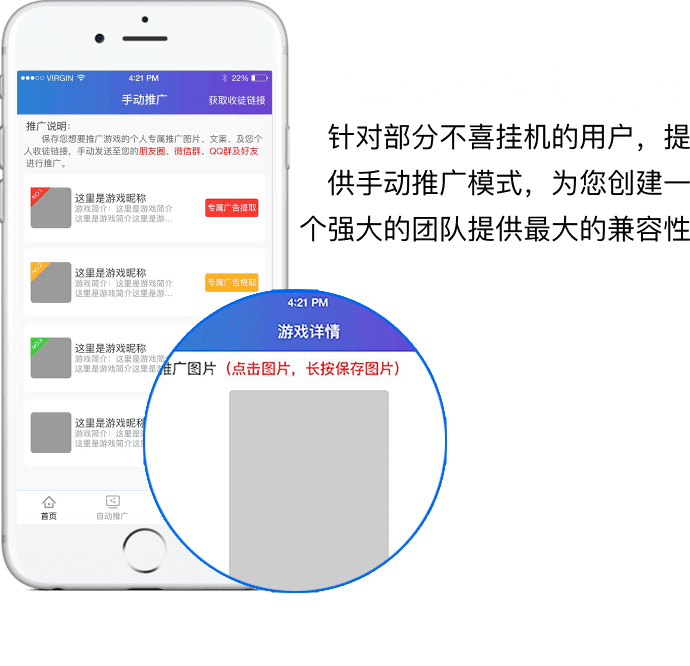 VIRGIN 4:21 PM 22%
手动推广 获取收徒链接
推广说明：
保存您想要推广游戏的个人专属推广图片、文案、及您个
人收徒链接，手动发送至您的朋友圈、微信群、QQ群及好友
进行推广。
NO.1
这里是游戏昵称
游戏简介：这里是游戏简介
这里是游戏简介这里是游...
专属广告提取
NO.2
这里是游戏昵称
游戏简介：这里是游戏简介
这里是游戏简介这里是游...
专属广告提取
NO.3
这里是游戏昵称
游戏简介：这里是游
这里是游戏简介这
这里是游戏昵称
游戏简介：这里是
这里是游戏简介这
首页 自动推广
4:21 PM
游戏详情
推广图片（点击图片，长按保存图片）
针对部分不喜挂机的用户，提
供手动推广模式，为您创建一
个强大的团队提供最大的兼容性